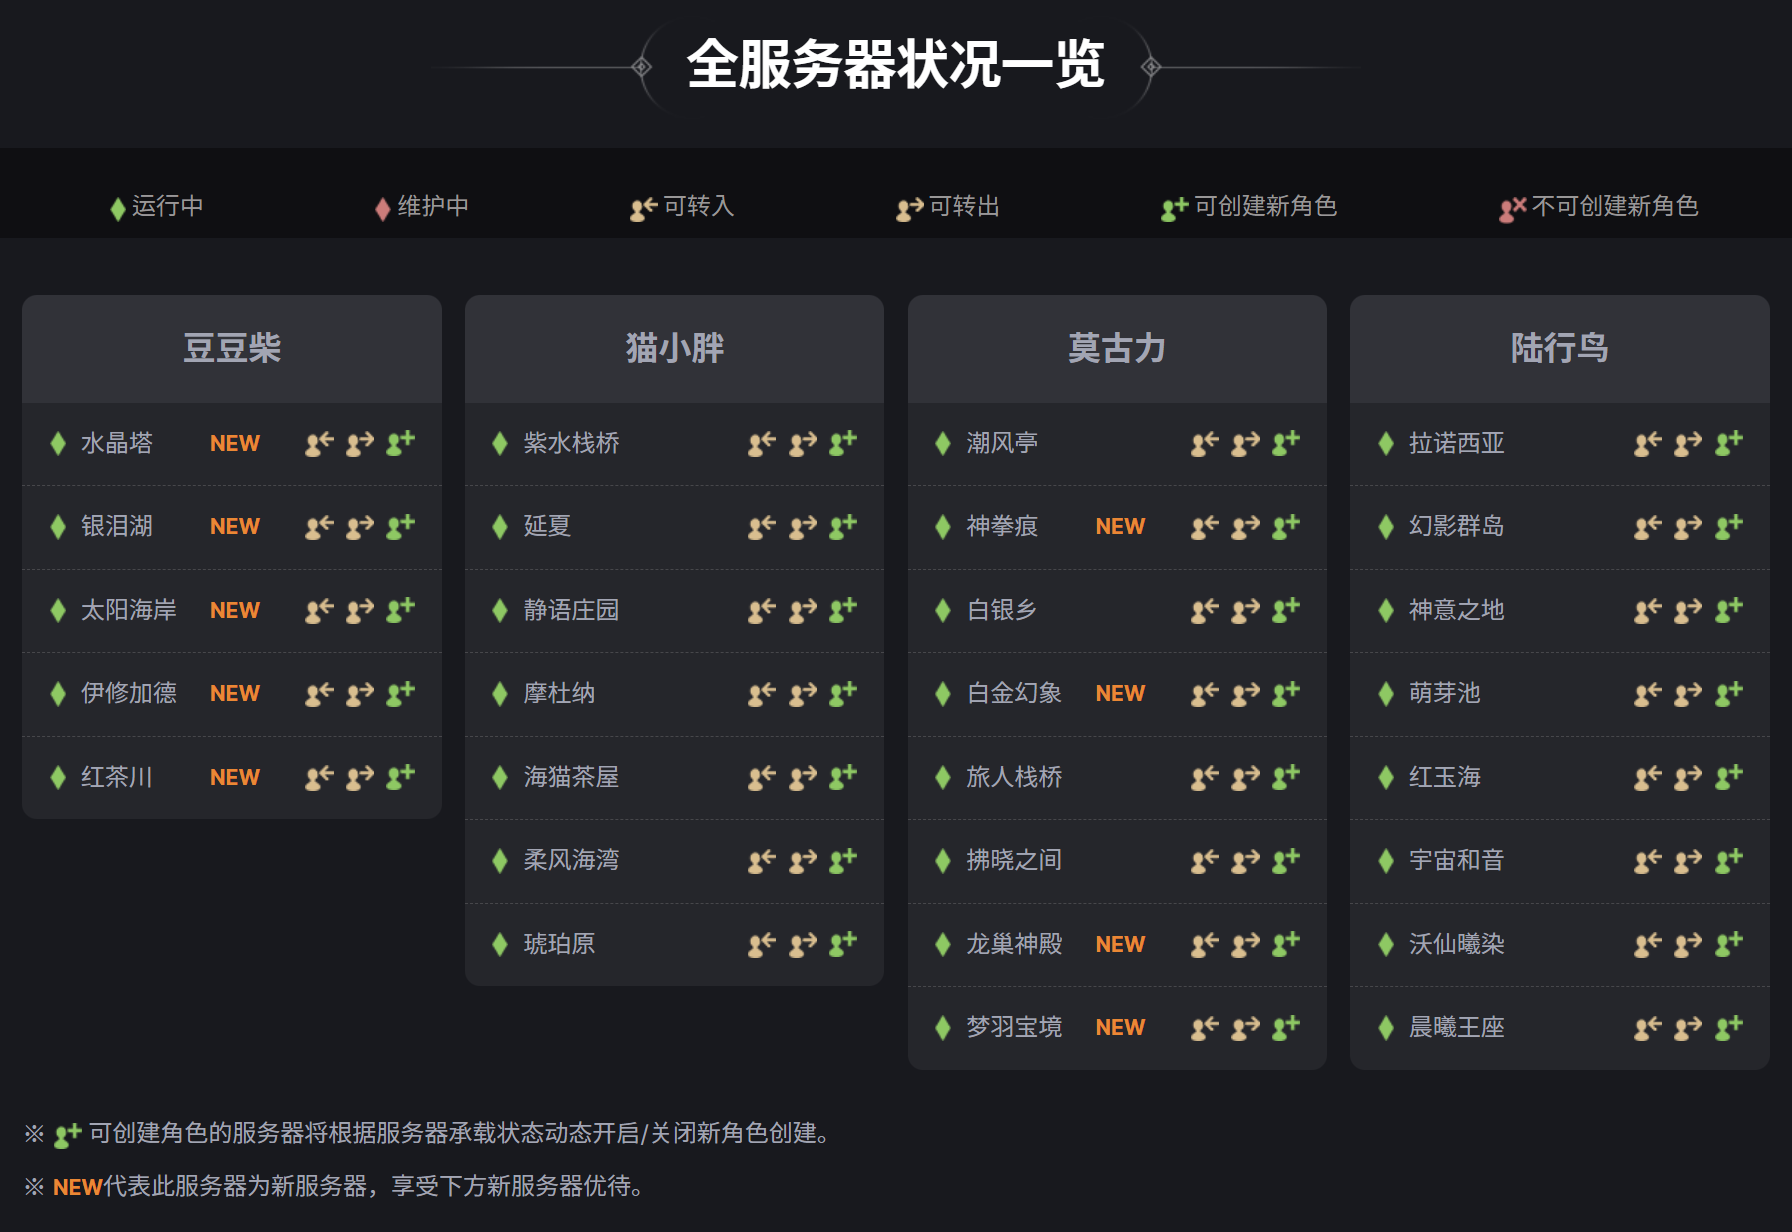 全服务器状况一览
运行中
维护中
可转入
可转出
可创建新角色
不可创建新角色
豆豆柴
水晶塔 NEW
银泪湖 NEW
太阳海岸 NEW
伊修加德 NEW
红茶川 NEW
猫小胖
紫水栈桥
延夏
静语庄园
摩杜纳
海猫茶屋
柔风海湾
琥珀原
莫古力
潮风亭
神拳痕 NEW
白银乡
白金幻象 NEW
旅人栈桥
拂晓之间
龙巢神殿 NEW
梦羽宝境 NEW
陆行鸟
拉诺西亚
幻影群岛
神意之地
萌芽池
红玉海
宇宙和音
沃仙曦染
晨曦王座
※ 可创建角色的服务器将根据服务器承载状态动态开启/关闭新角色创建。
※ NEW代表此服务器为新服务器，享受下方新服务器优待。